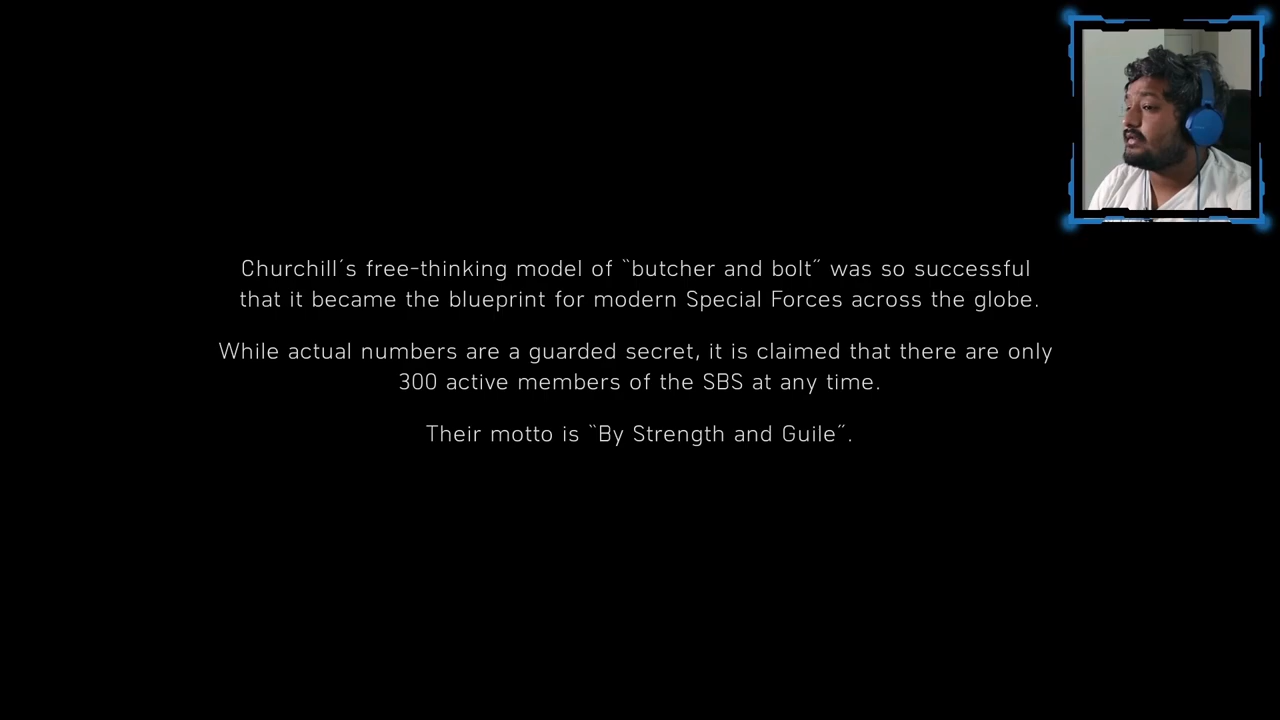 Churchill´s free-thinking model of ``butcher and bolt˝ was so successful
that it became the blueprint for modern Special Forces across the globe.
While actual numbers are a guarded secret, it is claimed that there are only
300 active members of the SBS at any time.
Their motto is ``By Strength and Guile˝.